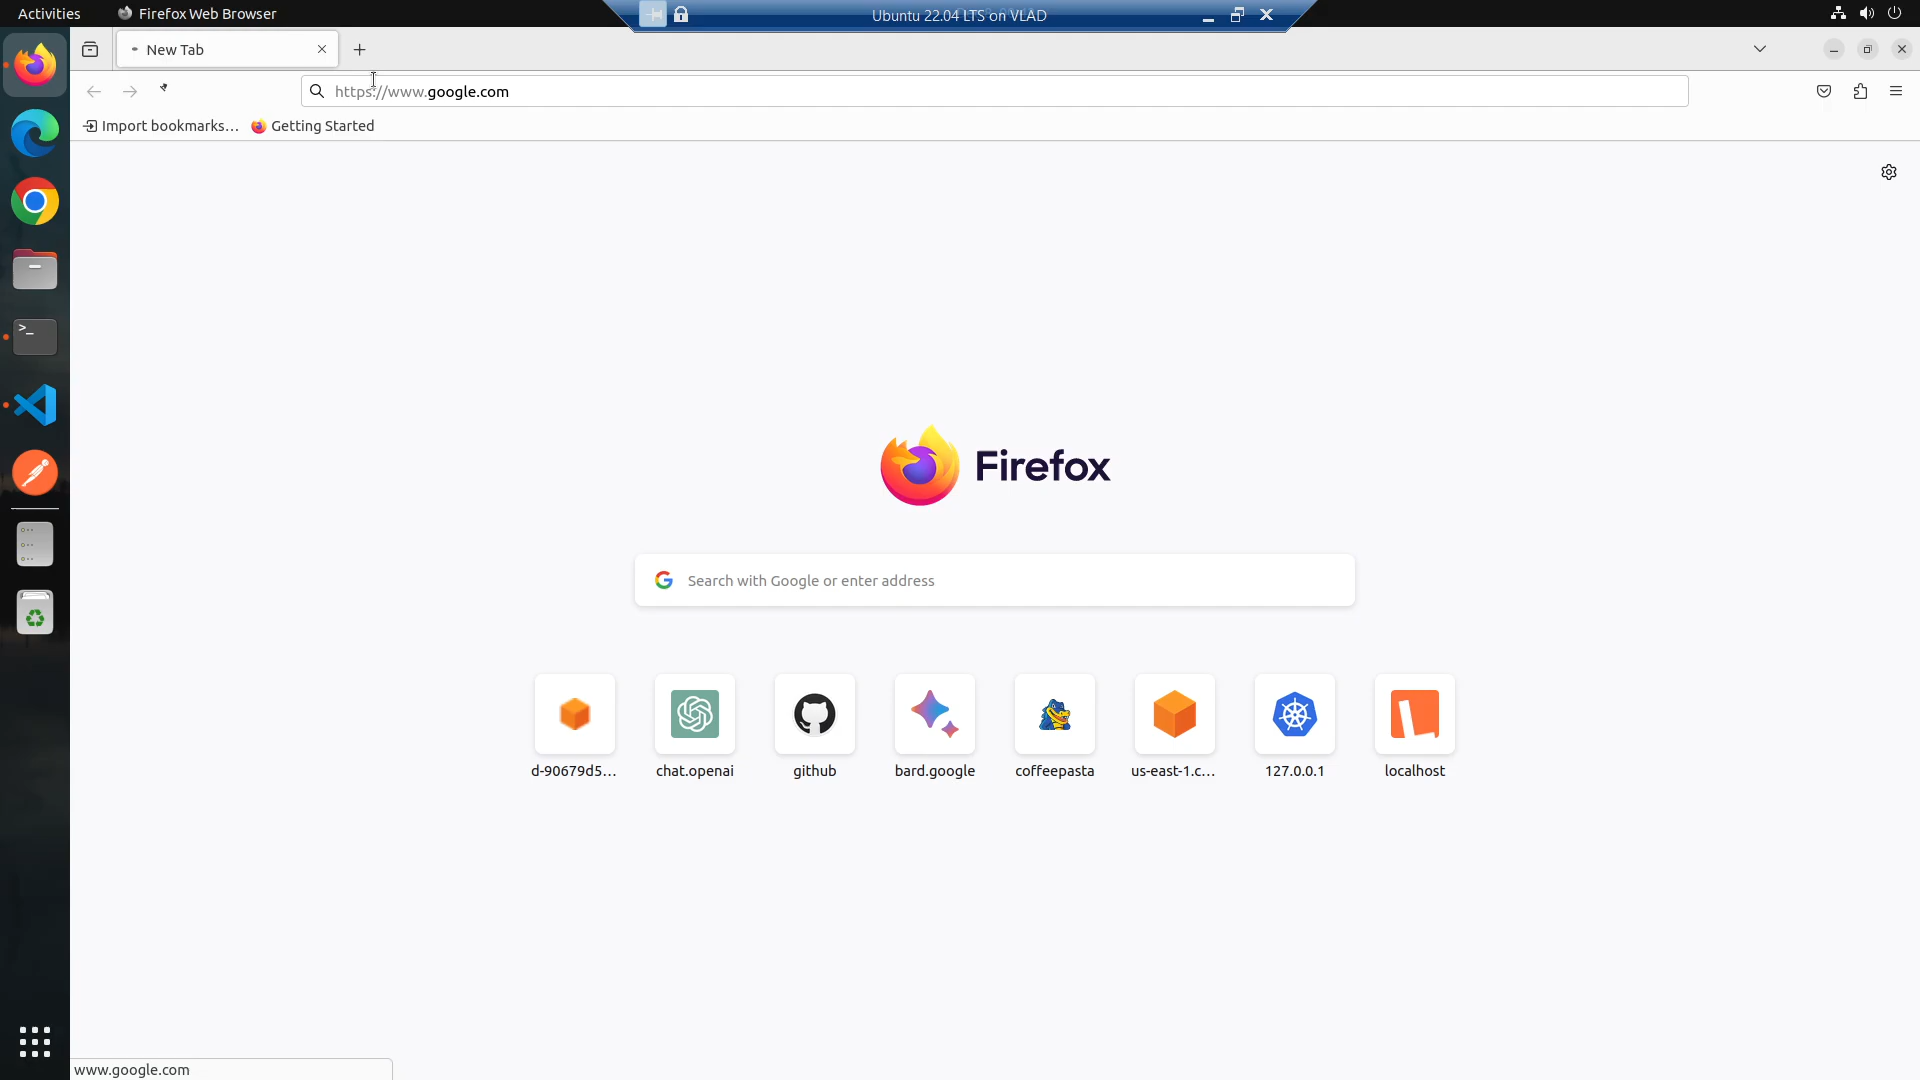 Activities
Firefox Web Browser
Ubuntu 22.04 LTS on VLAD
New Tab
https://www.google.com
Import bookmarks...
Getting Started
Firefox
Search with Google or enter address
d-90679d5...
chat.openai
github
bard.google
coffeepasta
us-east-1.c...
127.0.0.1
localhost
www.google.com